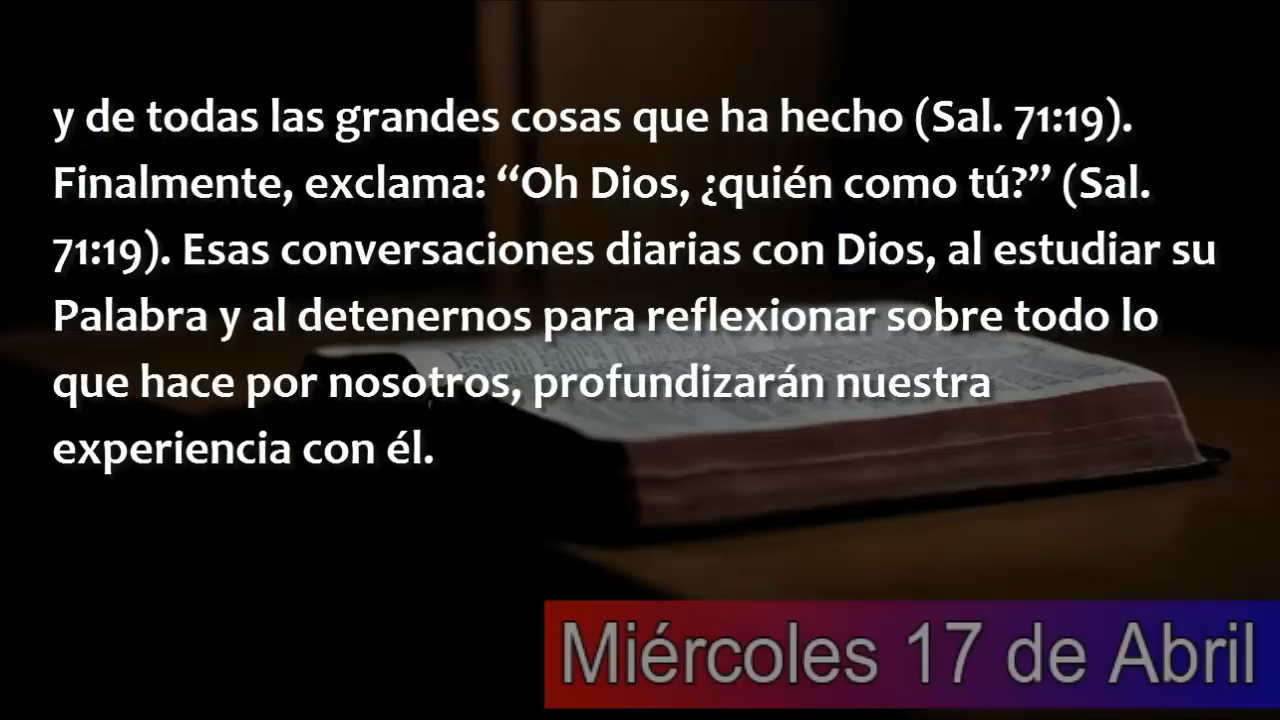 y de todas las grandes cosas que ha hecho (Sal. 71:19).
Finalmente, exclama: “Oh Dios, ¿quién como tú?” (Sal.
71:19). Esas conversaciones diarias con Dios, al estudiar su
Palabra y al detenernos para reflexionar sobre todo lo
que hace por nosotros, profundizarán nuestra
experiencia con él.
Miércoles 17 de Abril